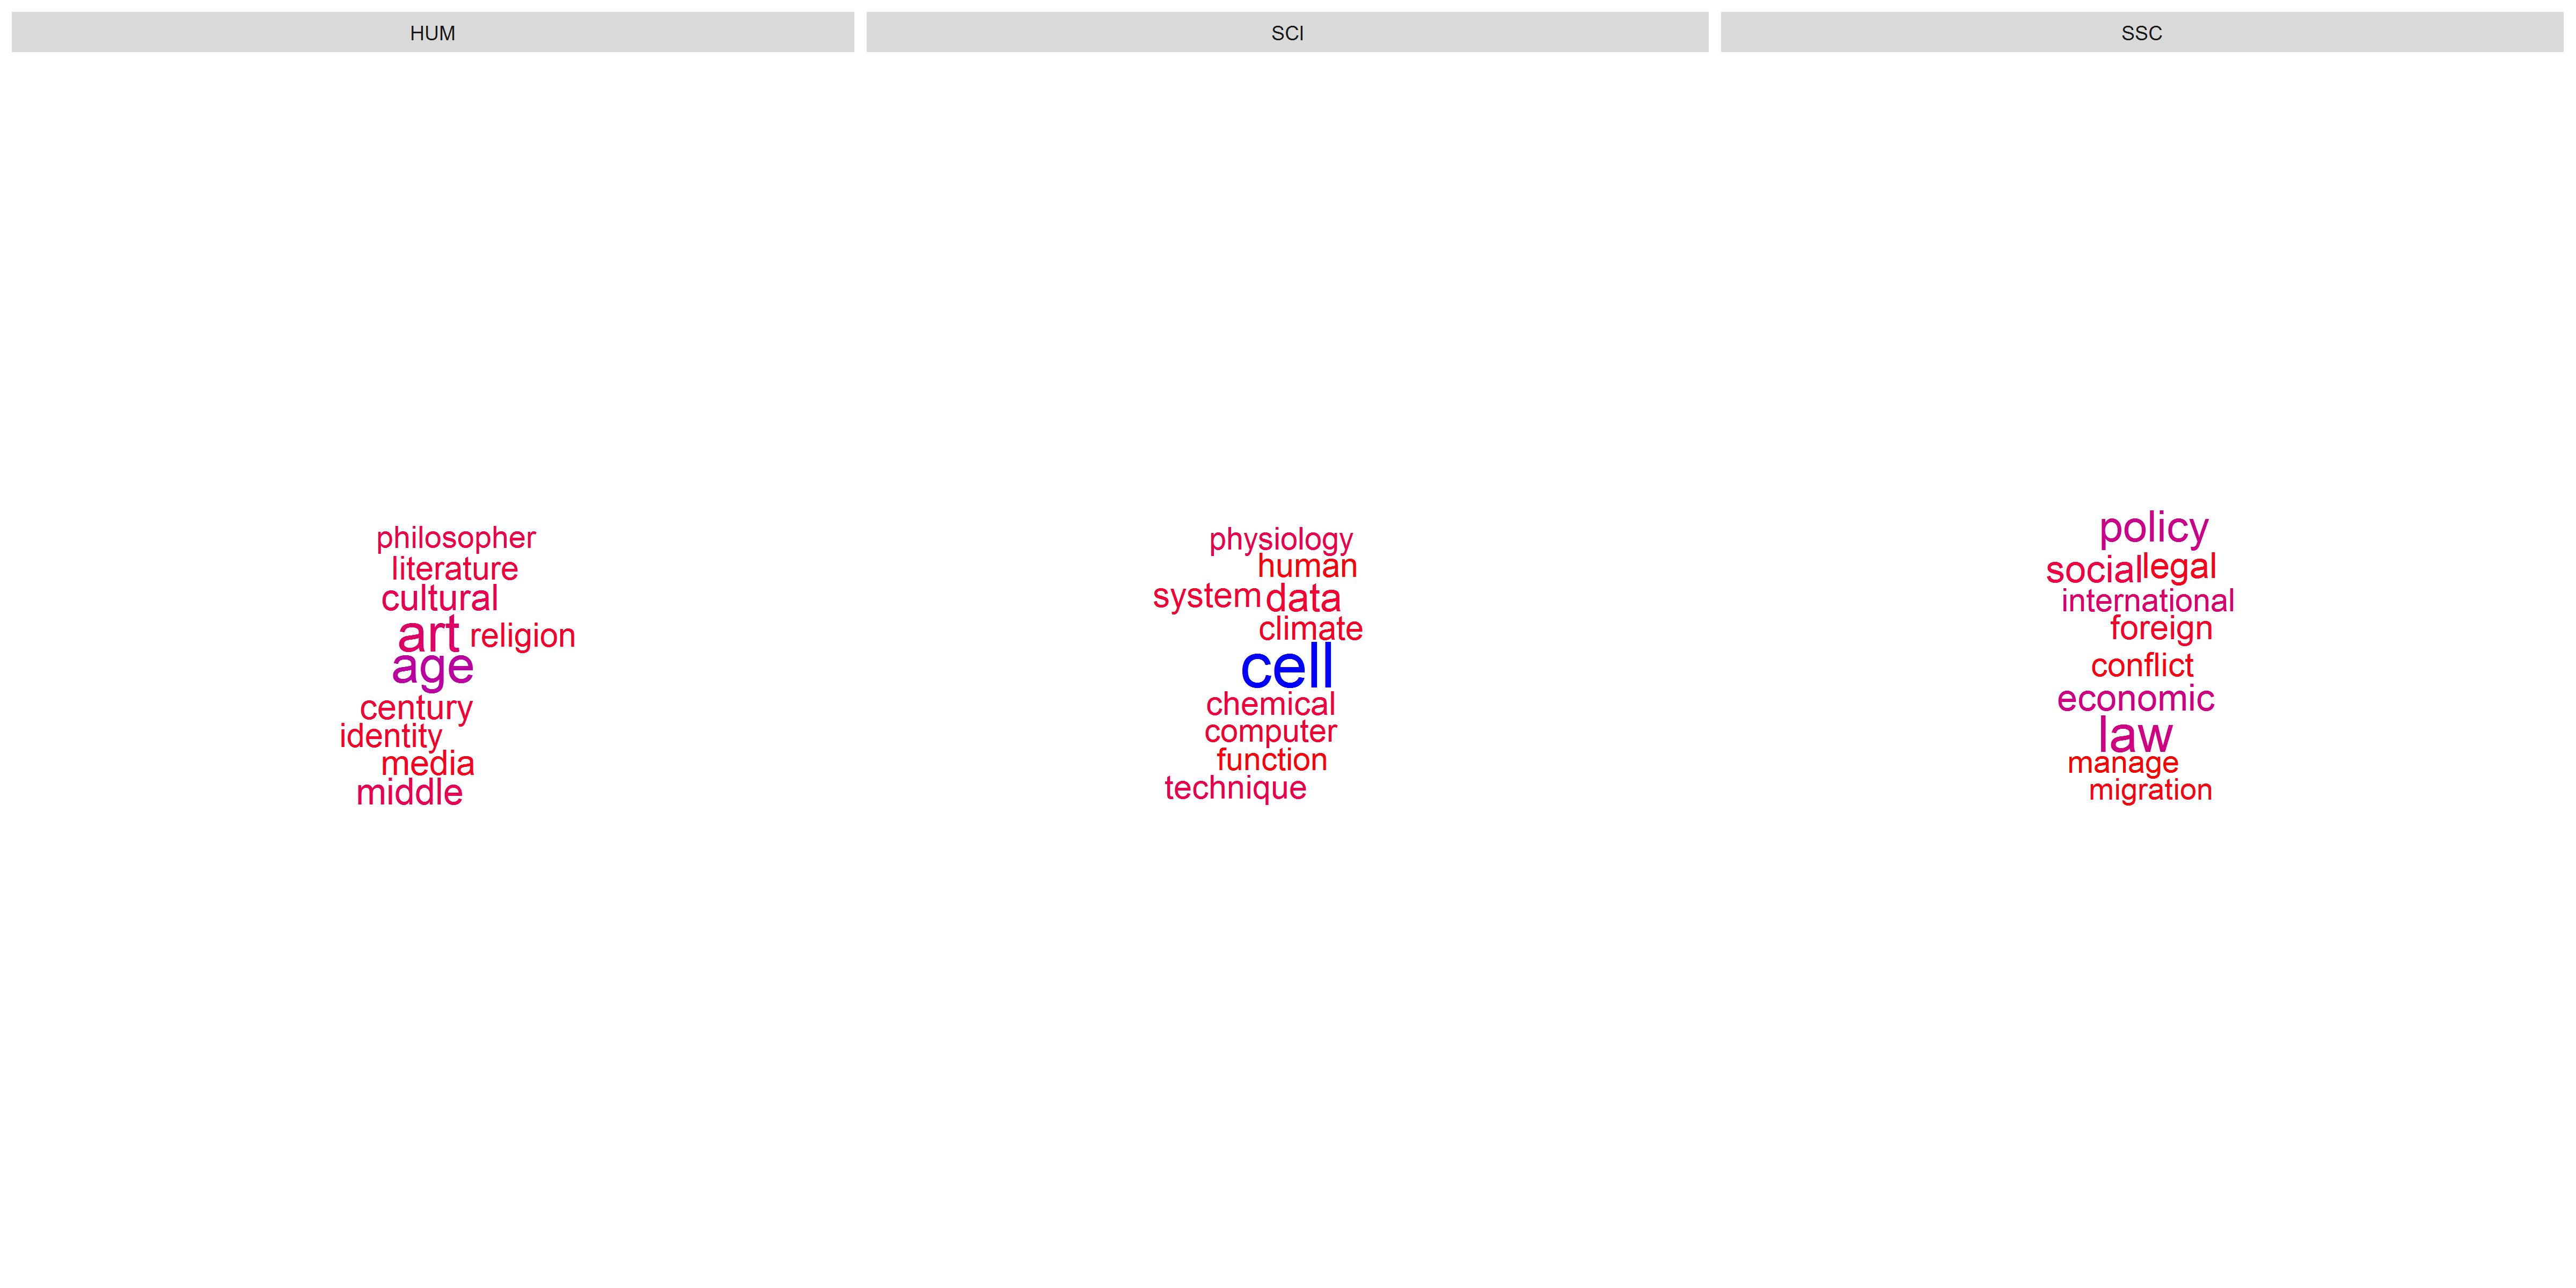 HUM
philosopher
literature
cultural
art religion
age
century
identity
media
middle
SCI
physiology
human
system data
climate
cell
chemical
computer
function
technique
SSC
policy
social legal
international
foreign
conflict
economic
law
manage
migration